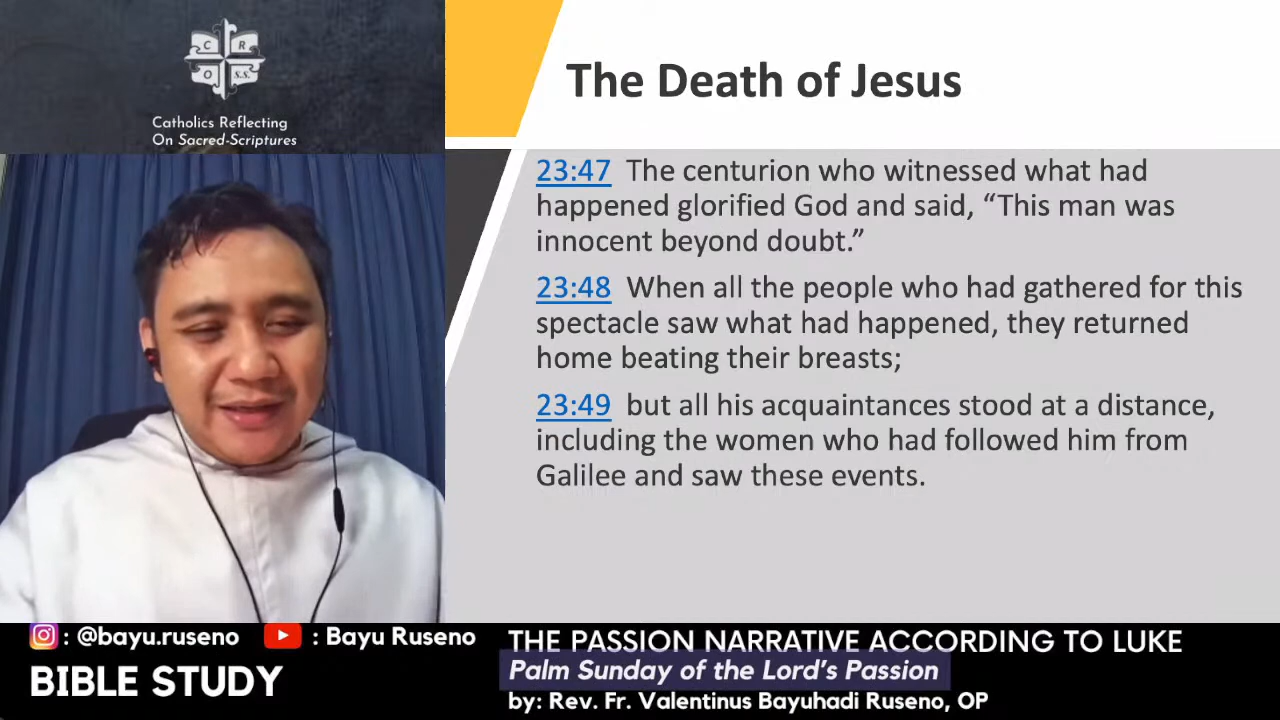 C R
O S.S.
Catholics Reflecting
On Sacred-Scriptures
The Death of Jesus
23:47 The centurion who witnessed what had
happened glorified God and said, “This man was
innocent beyond doubt.”
23:48 When all the people who had gathered for this
spectacle saw what had happened, they returned
home beating their breasts;
23:49 but all his acquaintances stood at a distance,
including the women who had followed him from
Galilee and saw these events.
: @bayu.ruseno : Bayu Ruseno
BIBLE STUDY
THE PASSION NARRATIVE ACCORDING TO LUKE
Palm Sunday of the Lord’s Passion
by: Rev. Fr. Valentinus Bayuhadi Ruseno, OP